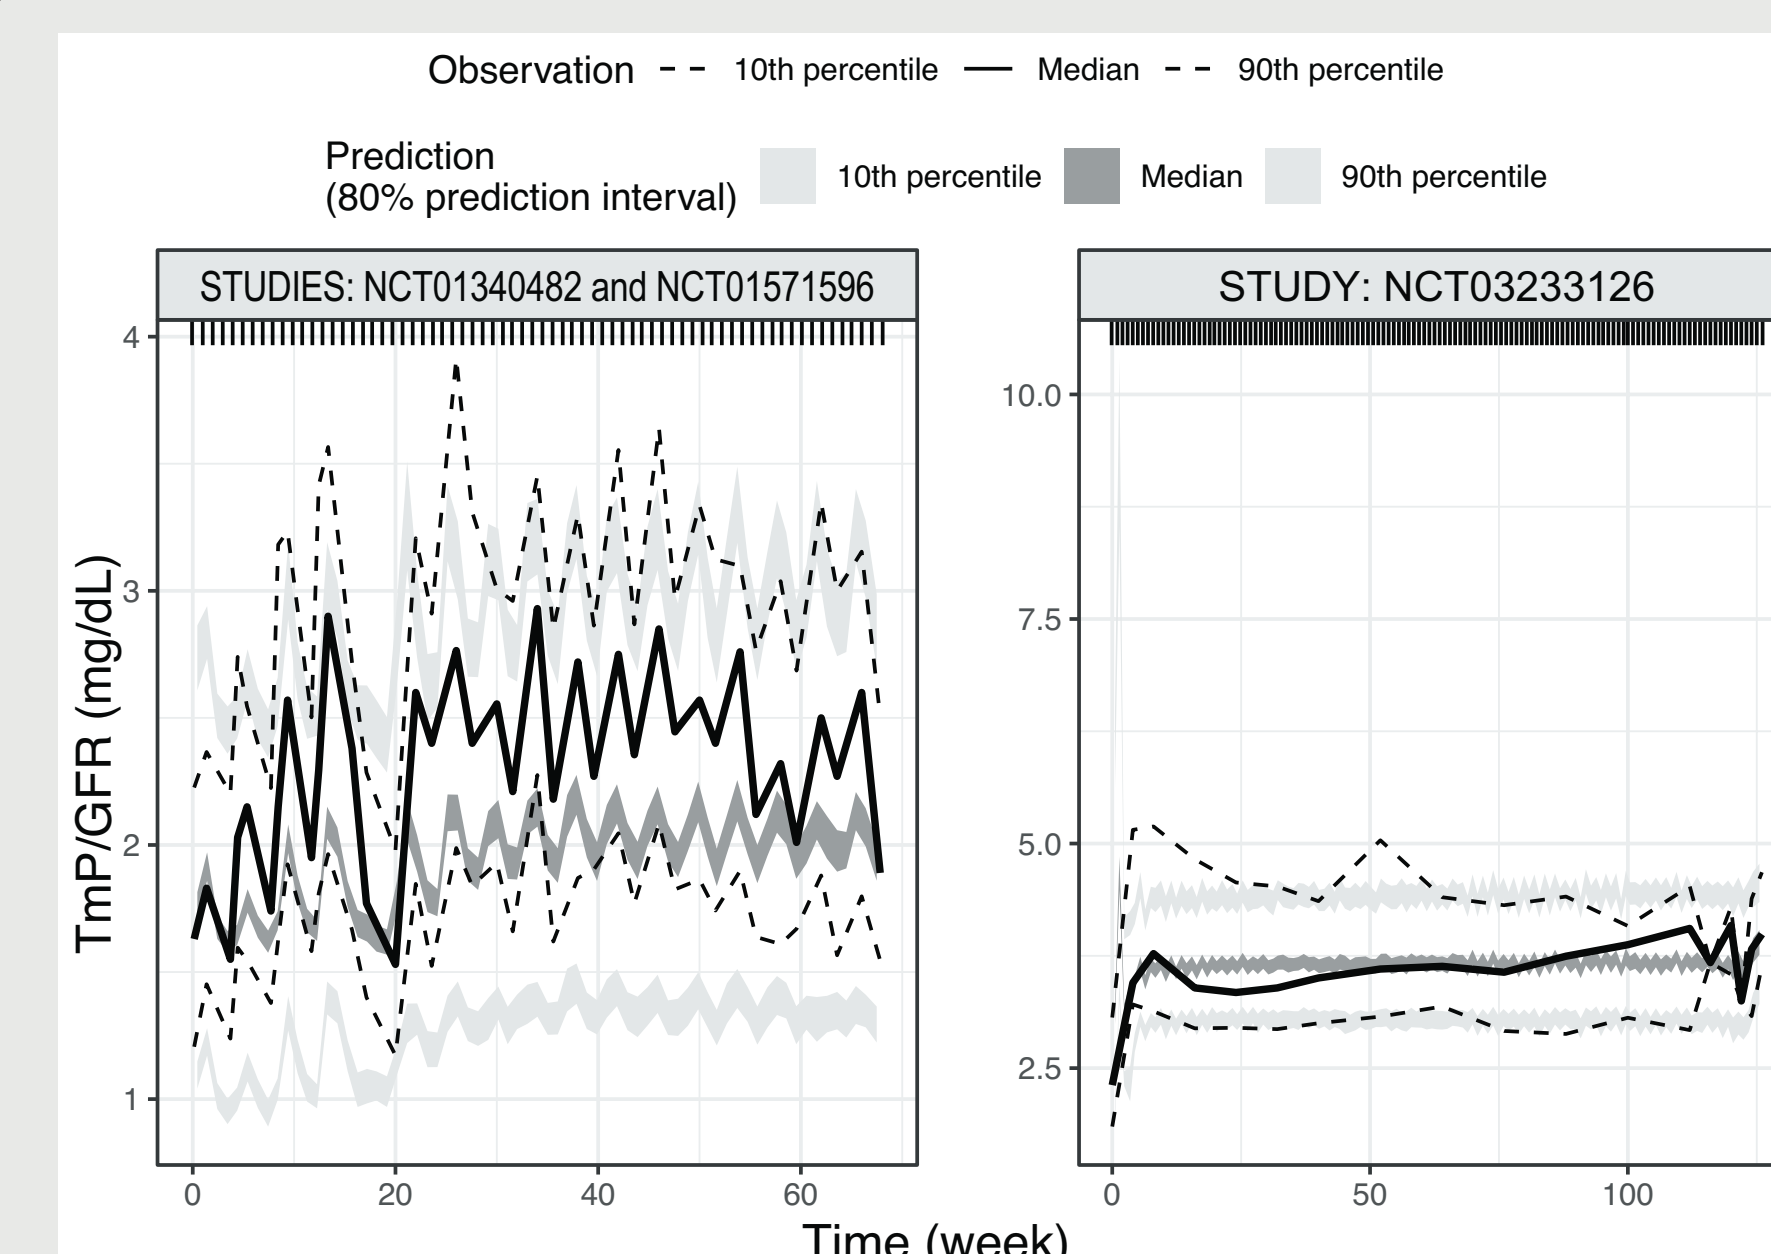 Observation 10th percentile Median 90th percentile
Prediction
(80% prediction interval) 10th percentile Median 90th percentile
STUDIES: NCT01340482 and NCT01571596 STUDY: NCT03233126
TmP/GFR (mg/dL)
4
3
2
1
0 20 40 60
10.0
7.5
5.0
2.5
0 50 100
Time (week)